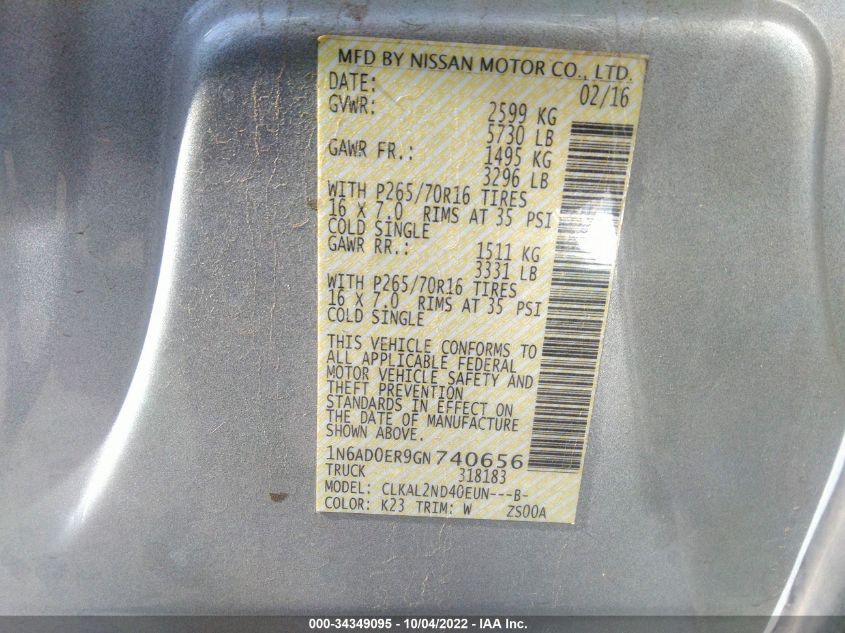 MFD BY NISSAN MOTOR CO., LTD.
DATE: 02/16
GVWR: 2599 KG
5730 LB
GAWR FR.: 1495 KG
3296 LB
WITH P265/70R16 TIRES
16 X 7.0 RIMS AT 35 PSI
COLD SINGLE
GAWR RR.: 1511 KG
3331 LB
WITH P265/70R16 TIRES
16 X 7.0 RIMS AT 35 PSI
COLD SINGLE
THIS VEHICLE CONFORMS TO
ALL APPLICABLE FEDERAL
MOTOR VEHICLE SAFETY AND
THEFT PREVENTION
STANDARDS IN EFFECT ON
THE DATE OF MANUFACTURE
SHOWN ABOVE.
1N6AD0ER9GN740656
TRUCK 318183
MODEL: CLKAL2ND40EUN---B-
COLOR: K23 TRIM: W ZS00A
000-34349095 - 10/04/2022 - IAA Inc.